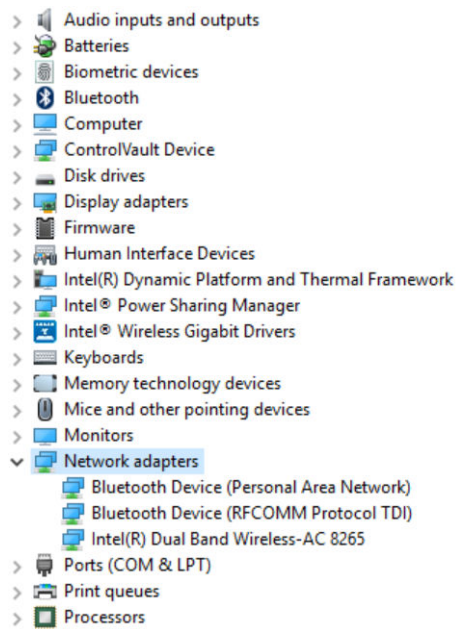 Audio inputs and outputs
Batteries
Biometric devices
Bluetooth
Computer
ControlVault Device
Disk drives
Display adapters
Firmware
Human Interface Devices
Intel(R) Dynamic Platform and Thermal Framework
Intel® Power Sharing Manager
Intel® Wireless Gigabit Drivers
Keyboards
Memory technology devices
Mice and other pointing devices
Monitors
Network adapters
Bluetooth Device (Personal Area Network)
Bluetooth Device (RFCOMM Protocol TDI)
Intel(R) Dual Band Wireless-AC 8265
Ports (COM & LPT)
Print queues
Processors